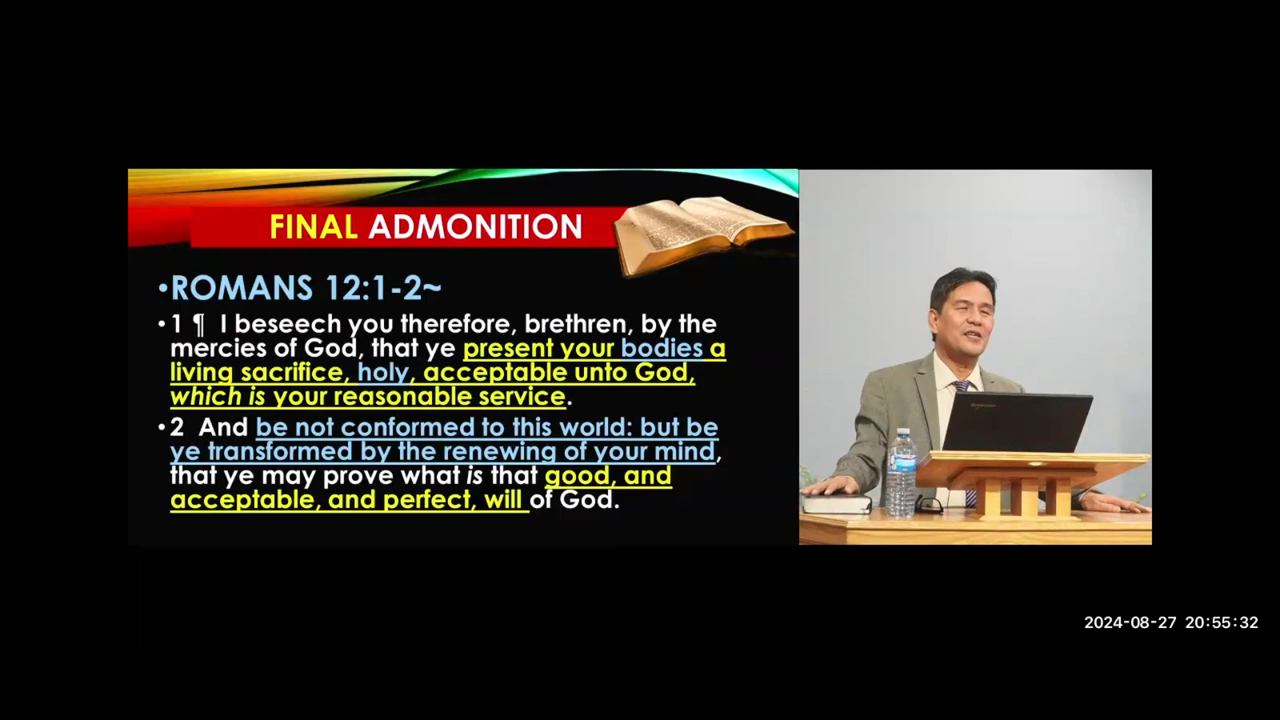 FINAL ADMONITION
•ROMANS 12:1-2~
•1 ¶ I beseech you therefore, brethren, by the
mercies of God, that ye present your bodies a
living sacrifice, holy, acceptable unto God,
which is your reasonable service.
•2 And be not conformed to this world: but be
ye transformed by the renewing of your mind,
that ye may prove what is that good, and
acceptable, and perfect, will of God.
2024-08-27 20:55:32